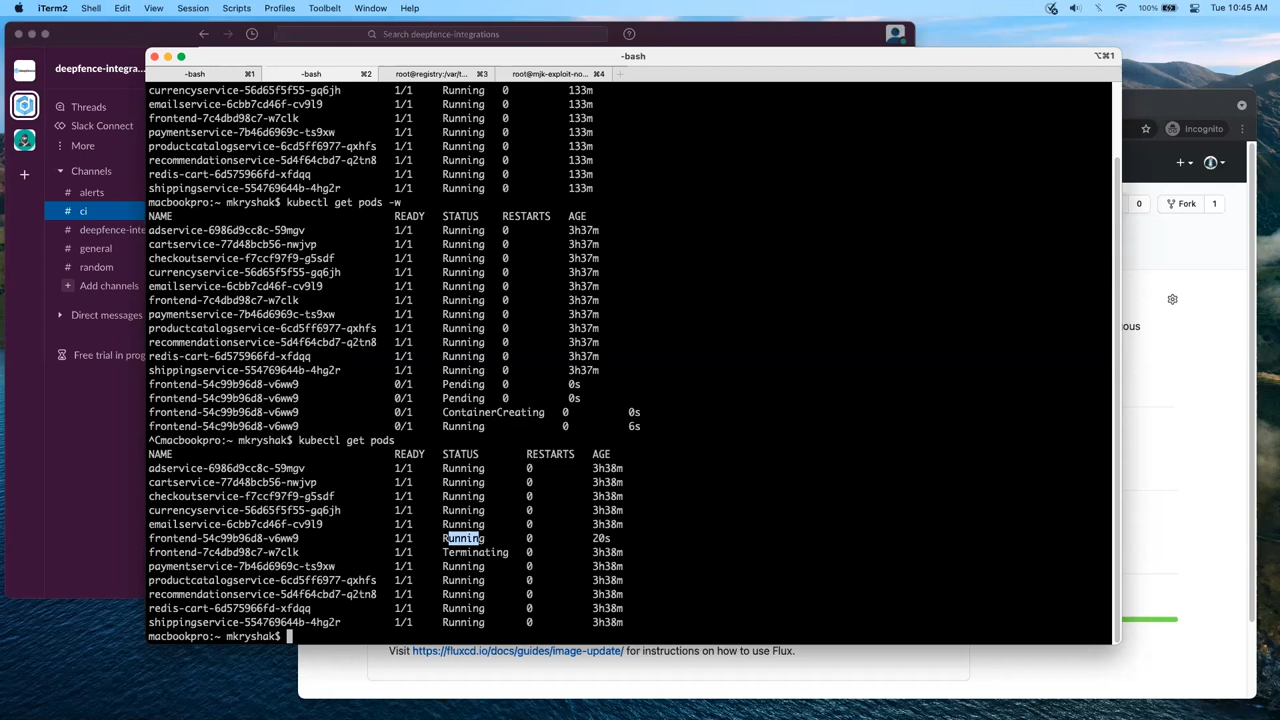 iTerm2 Shell Edit View Session Scripts Profiles Toolbelt Window Help 100% Tue 10:45 AM
Search deepfence-integrations
-bash
⌥⌘1
deepfence-integra...
-bash ⌘1
-bash ⌘2
root@registry:/var/t... ⌘3
root@mjk-exploit-no... ⌘4
Threads
Slack Connect
More
Channels
# alerts
# ci
# deepfence-inte
# general
# random
+ Add channels
Direct messages
Free trial in prog
currencyservice-56d65f5f55-gq6jh 1/1 Running 0 133m
emailservice-6cbb7cd46f-cv9l9 1/1 Running 0 133m
frontend-7c4dbd98c7-w7clk 1/1 Running 0 133m
paymentservice-7b46d6969c-ts9xw 1/1 Running 0 133m
productcatalogservice-6cd5ff6977-qxhfs 1/1 Running 0 133m
recommendationservice-5d4f64cbd7-q2tn8 1/1 Running 0 133m
redis-cart-6d575966fd-xfdqq 1/1 Running 0 133m
shippingservice-554769644b-4hg2r 1/1 Running 0 133m
macbookpro:~ mkryshak$ kubectl get pods -w
NAME READY STATUS RESTARTS AGE
adservice-6986d9cc8c-59mgv 1/1 Running 0 3h37m
cartservice-77d48bcb56-nwjvp 1/1 Running 0 3h37m
checkoutservice-f7ccf97f9-g5sdf 1/1 Running 0 3h37m
currencyservice-56d65f5f55-gq6jh 1/1 Running 0 3h37m
emailservice-6cbb7cd46f-cv9l9 1/1 Running 0 3h37m
frontend-7c4dbd98c7-w7clk 1/1 Running 0 3h37m
paymentservice-7b46d6969c-ts9xw 1/1 Running 0 3h37m
productcatalogservice-6cd5ff6977-qxhfs 1/1 Running 0 3h37m
recommendationservice-5d4f64cbd7-q2tn8 1/1 Running 0 3h37m
redis-cart-6d575966fd-xfdqq 1/1 Running 0 3h37m
shippingservice-554769644b-4hg2r 1/1 Running 0 3h37m
frontend-54c99b96d8-v6ww9 0/1 Pending 0 0s
frontend-54c99b96d8-v6ww9 0/1 Pending 0 0s
frontend-54c99b96d8-v6ww9 0/1 ContainerCreating 0 0s
frontend-54c99b96d8-v6ww9 0/1 Running 0 6s
^Cmacbookpro:~ mkryshak$ kubectl get pods
NAME READY STATUS RESTARTS AGE
adservice-6986d9cc8c-59mgv 1/1 Running 0 3h38m
cartservice-77d48bcb56-nwjvp 1/1 Running 0 3h38m
checkoutservice-f7ccf97f9-g5sdf 1/1 Running 0 3h38m
currencyservice-56d65f5f55-gq6jh 1/1 Running 0 3h38m
emailservice-6cbb7cd46f-cv9l9 1/1 Running 0 3h38m
frontend-54c99b96d8-v6ww9 1/1 Running 0 20s
frontend-7c4dbd98c7-w7clk 1/1 Terminating 0 3h38m
paymentservice-7b46d6969c-ts9xw 1/1 Running 0 3h38m
productcatalogservice-6cd5ff6977-qxhfs 1/1 Running 0 3h38m
recommendationservice-5d4f64cbd7-q2tn8 1/1 Running 0 3h38m
redis-cart-6d575966fd-xfdqq 1/1 Running 0 3h38m
shippingservice-554769644b-4hg2r 1/1 Running 0 3h38m
macbookpro:~ mkryshak$
Incognito
0 Fork 1
ous
Visit https://fluxcd.io/docs/guides/image-update/ for instructions on how to use Flux.